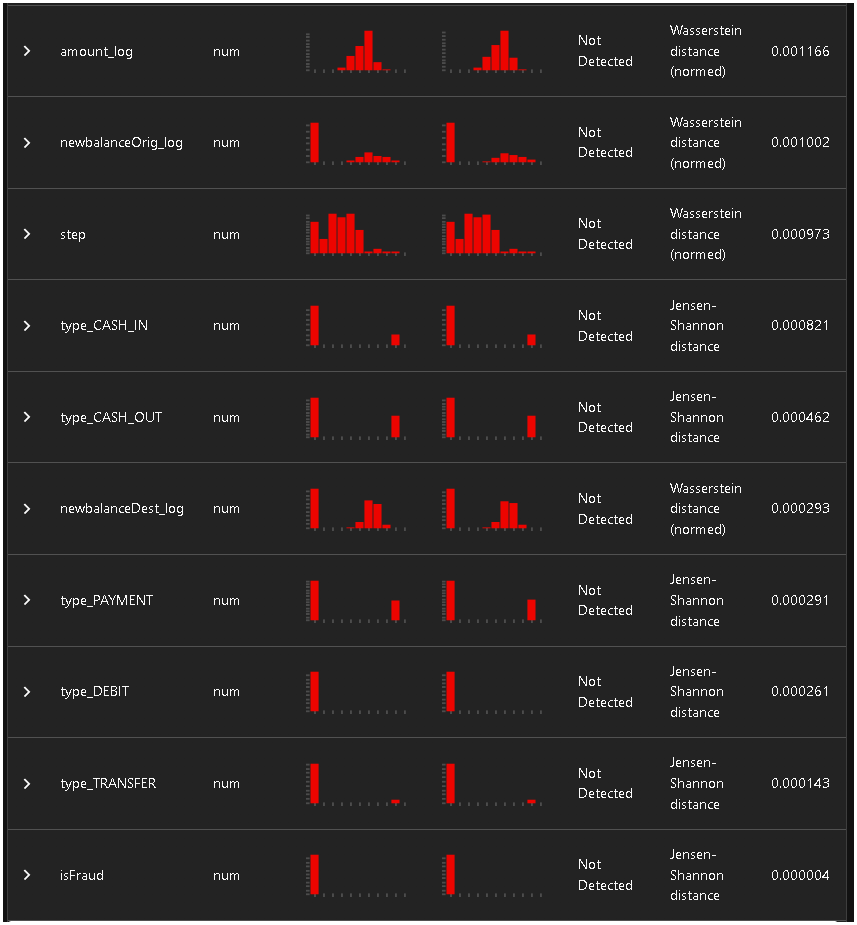 amount_log num Not Detected Wasserstein distance (normed) 0.001166
newbalanceOrig_log num Not Detected Wasserstein distance (normed) 0.001002
step num Not Detected Wasserstein distance (normed) 0.000973
type_CASH_IN num Not Detected Jensen-Shannon distance 0.000821
type_CASH_OUT num Not Detected Jensen-Shannon distance 0.000462
newbalanceDest_log num Not Detected Wasserstein distance (normed) 0.000293
type_PAYMENT num Not Detected Jensen-Shannon distance 0.000291
type_DEBIT num Not Detected Jensen-Shannon distance 0.000261
type_TRANSFER num Not Detected Jensen-Shannon distance 0.000143
isFraud num Not Detected Jensen-Shannon distance 0.000004